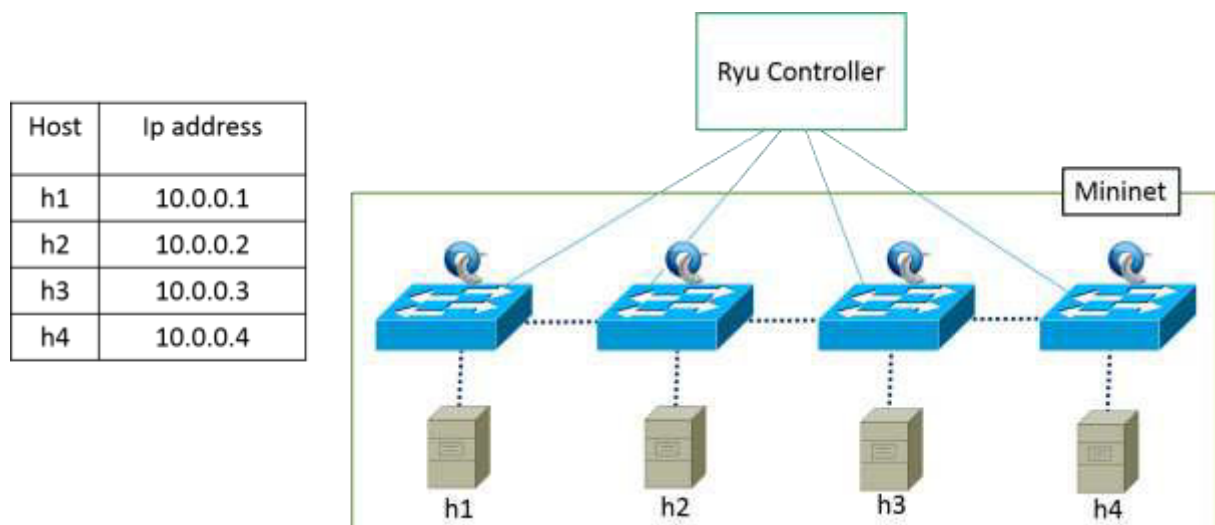 Host Ip address
h1 10.0.0.1
h2 10.0.0.2
h3 10.0.0.3
h4 10.0.0.4
Ryu Controller
Mininet
h1 h2 h3 h4